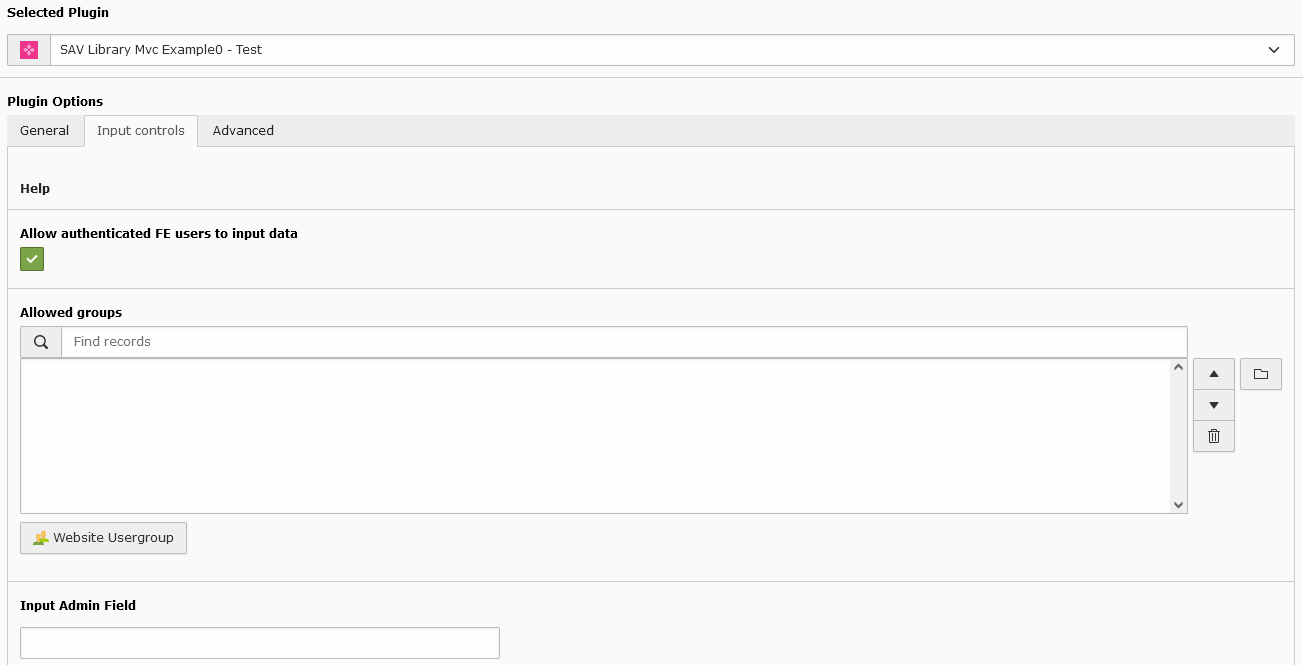 Selected Plugin
SAV Library Mvc Example0 - Test
Plugin Options
General Input controls Advanced
Help
Allow authenticated FE users to input data
Allowed groups
Find records
Website Usergroup
Input Admin Field